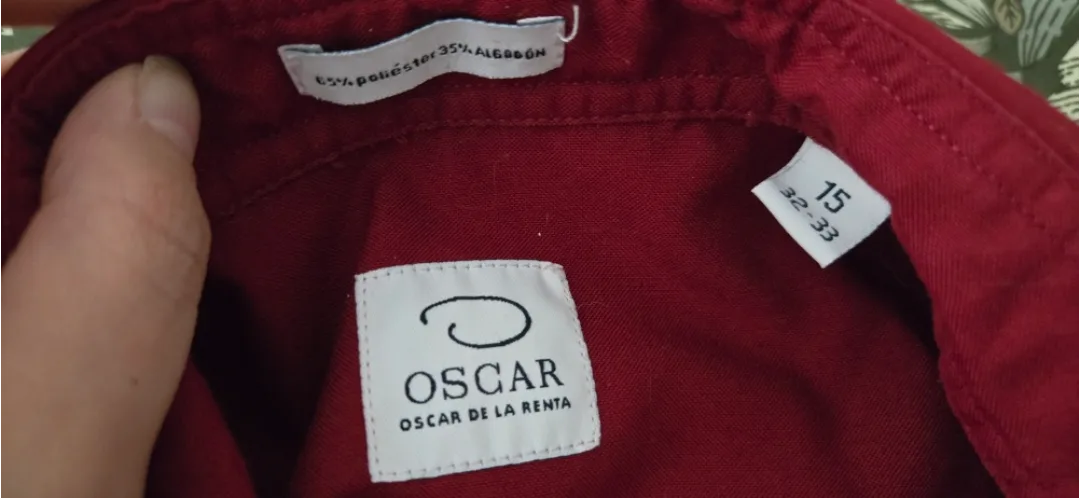 65% poliéster 35% ALGODÓN
15
32-33
OSCAR
OSCAR DE LA RENTA